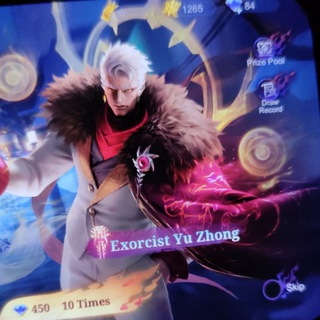 1265
84
Prize Pool
Draw
Record
Exorcist Yu Zhong
450 10 Times
Skip